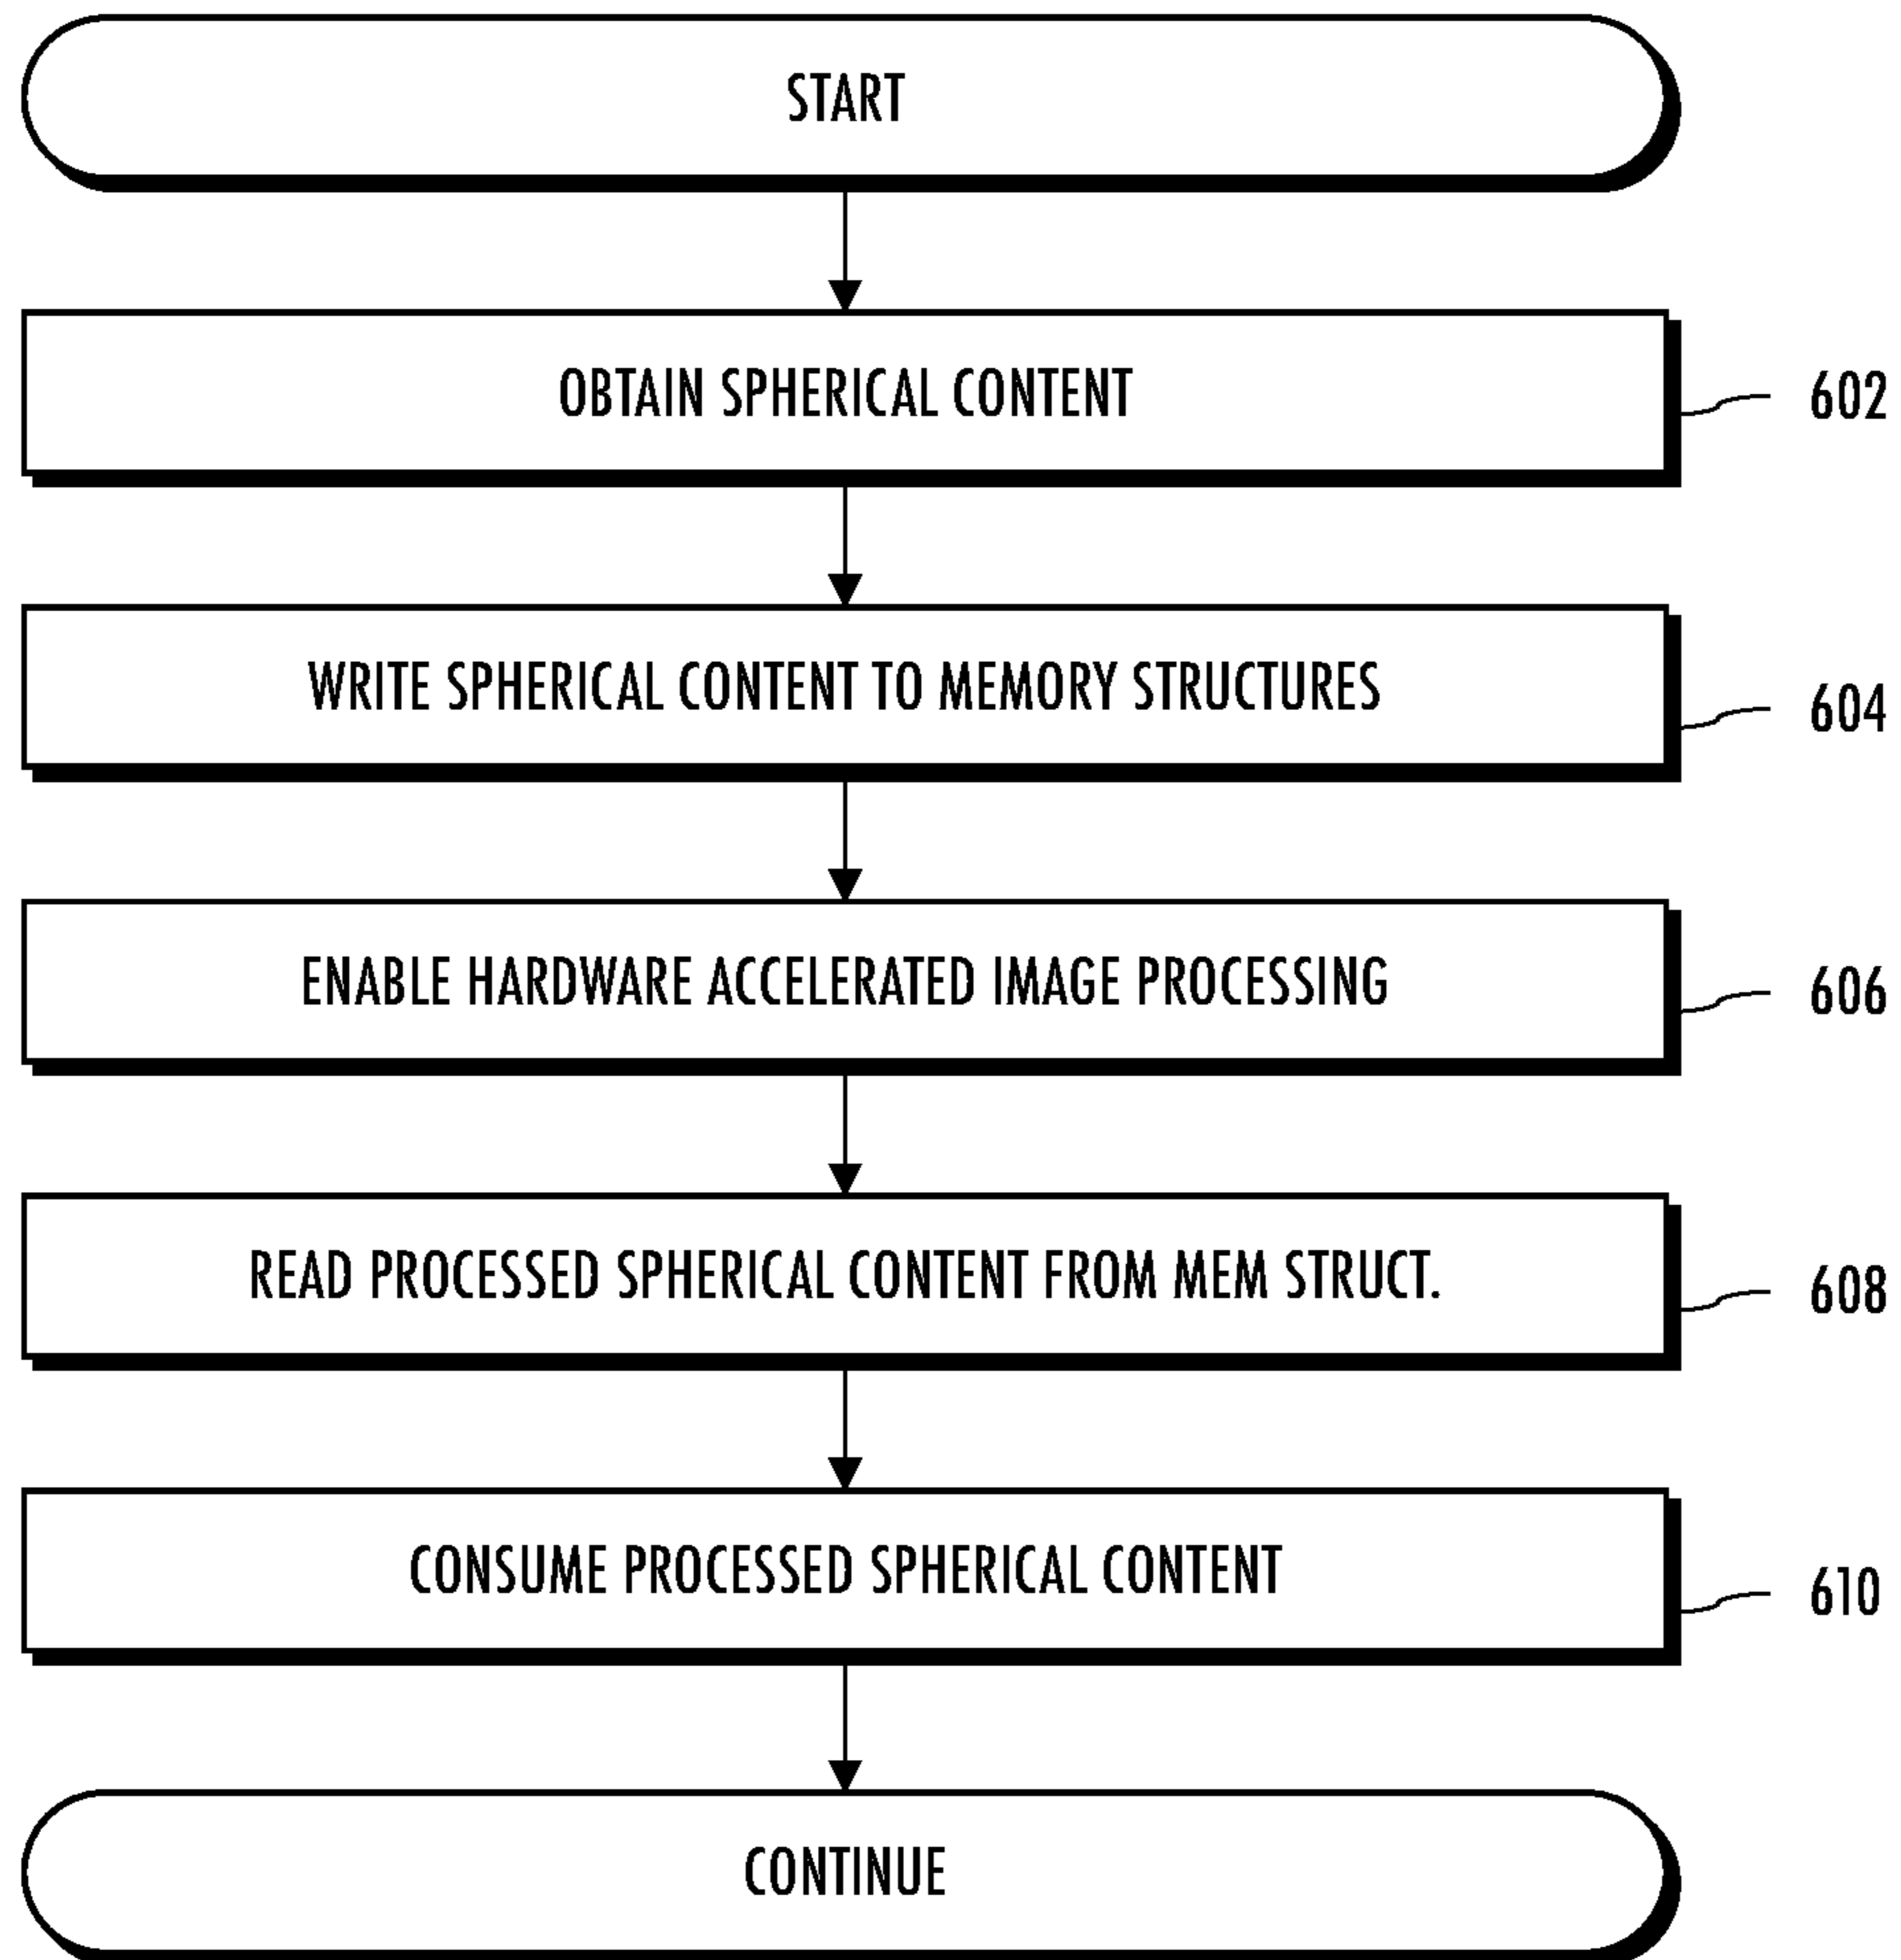 START
OBTAIN SPHERICAL CONTENT
602
WRITE SPHERICAL CONTENT TO MEMORY STRUCTURES
604
ENABLE HARDWARE ACCELERATED IMAGE PROCESSING
606
READ PROCESSED SPHERICAL CONTENT FROM MEM STRUCT.
608
CONSUME PROCESSED SPHERICAL CONTENT
610
CONTINUE